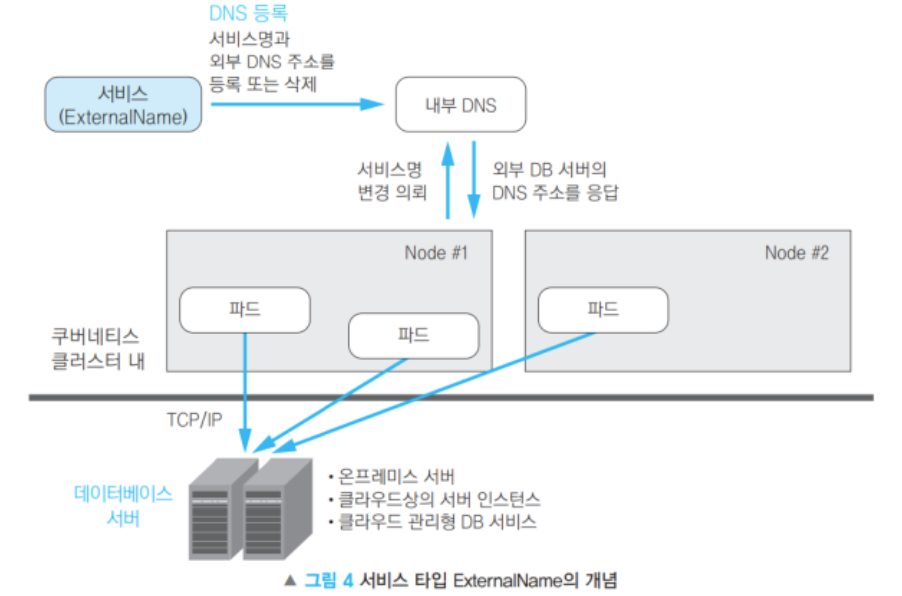 DNS 등록
서비스명과
외부 DNS 주소를
등록 또는 삭제
서비스
(ExternalName)
내부 DNS
서비스명
변경 의뢰
외부 DB 서버의
DNS 주소를 응답
Node #1
Node #2
파드
파드
파드
쿠버네티스
클러스터 내
TCP/IP
데이터베이스
서버
• 온프레미스 서버
• 클라우드상의 서버 인스턴스
• 클라우드 관리형 DB 서비스
▲ 그림 4 서비스 타입 ExternalName의 개념